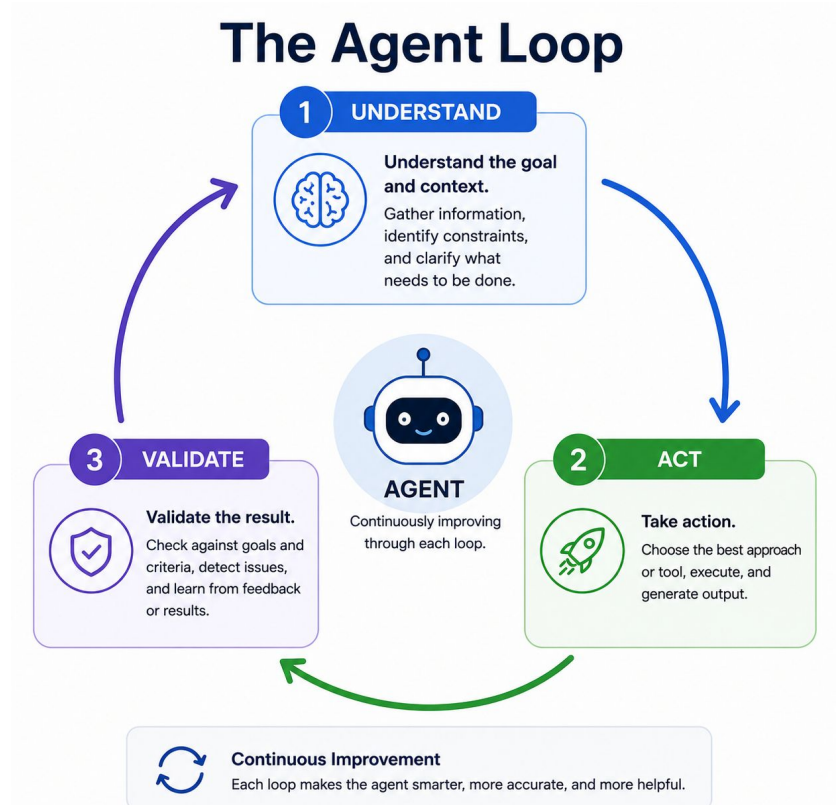 The Agent Loop
1 UNDERSTAND
Understand the goal
and context.
Gather information,
identify constraints,
and clarify what
needs to be done.
3 VALIDATE
Validate the result.
Check against goals and
criteria, detect issues,
and learn from feedback
or results.
AGENT
Continuously improving
through each loop.
2 ACT
Take action.
Choose the best approach
or tool, execute, and
generate output.
Continuous Improvement
Each loop makes the agent smarter, more accurate, and more helpful.